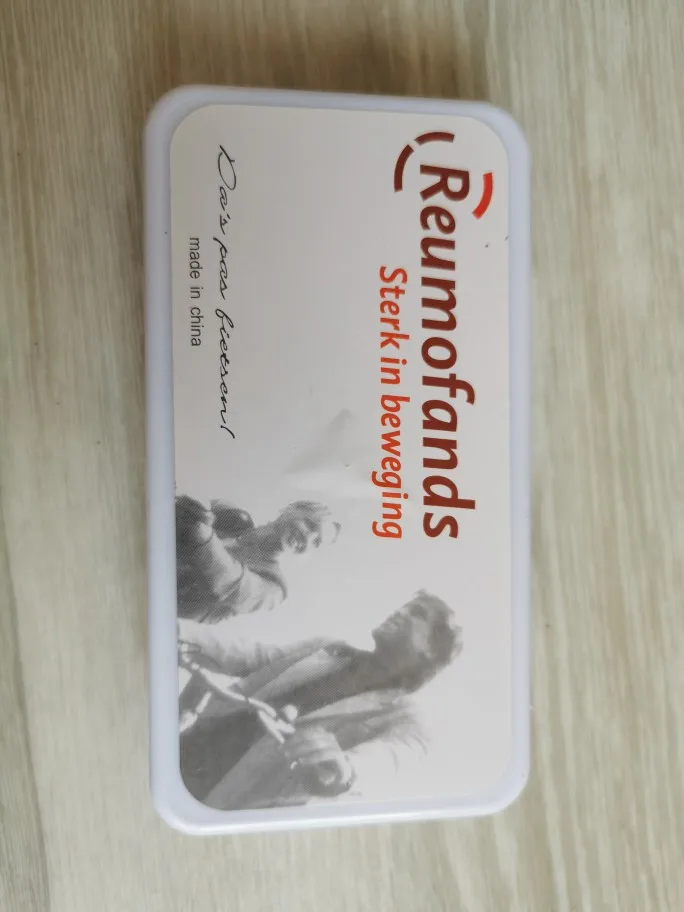 Reumofands
Sterk in beweging
Da's pas fietsen!
made in china